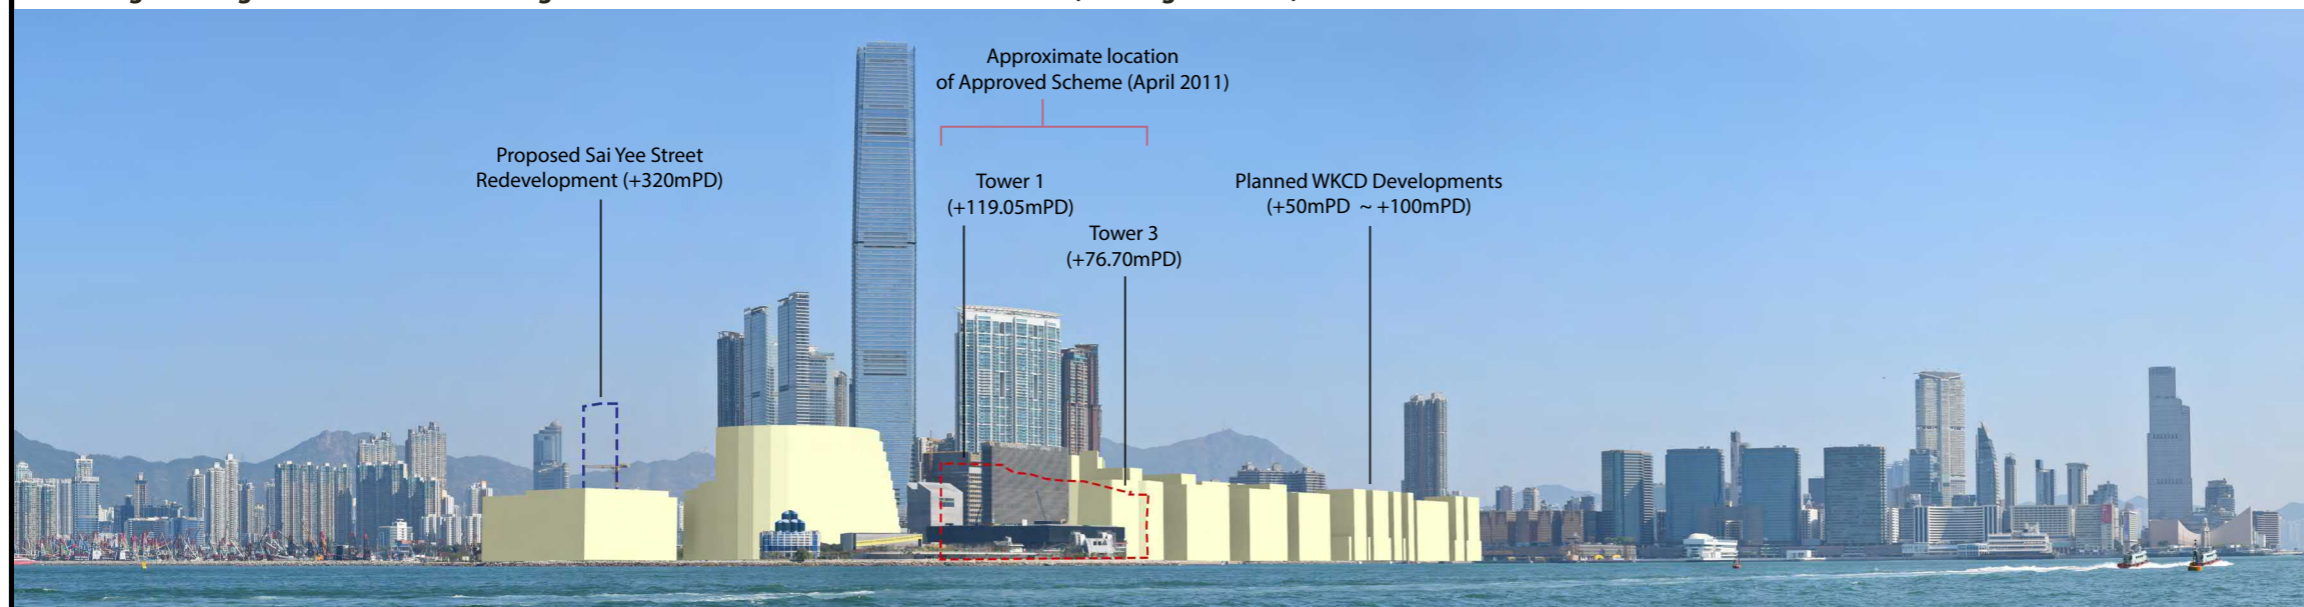 Approximate location
of Approved Scheme (April 2011)
Proposed Sai Yee Street
Redevelopment (+320mPD)
Tower 1
(+119.05mPD)
Planned WKCD Developments
(+50mPD ~ +100mPD)
Tower 3
(+76.70mPD)